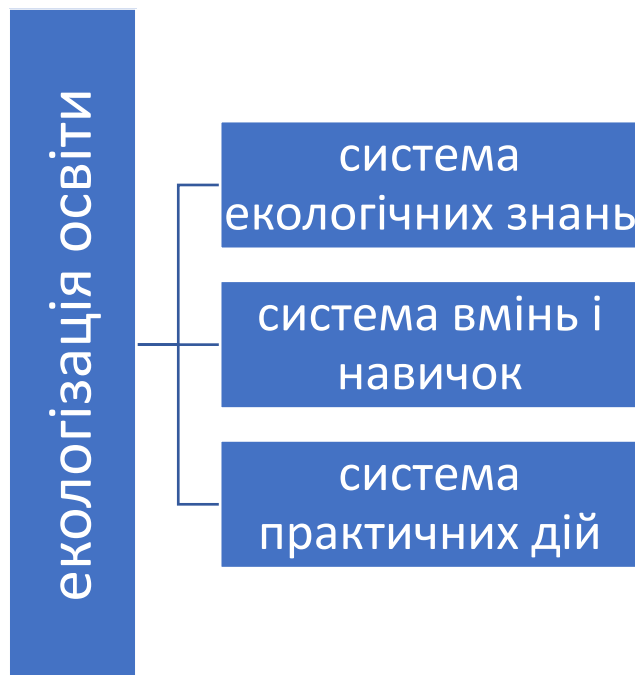 екологізація освіти
система
екологічних знань
система вмінь і
навичок
система
практичних дій